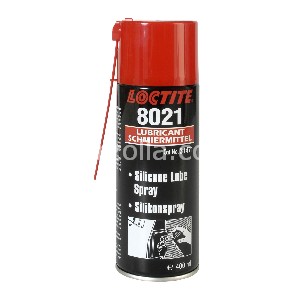 LOCTITE
8021
LUBRICANT
SCHMIERMITTEL
• Silicone Lube
Spray
• Silikonspray
e 400 ml